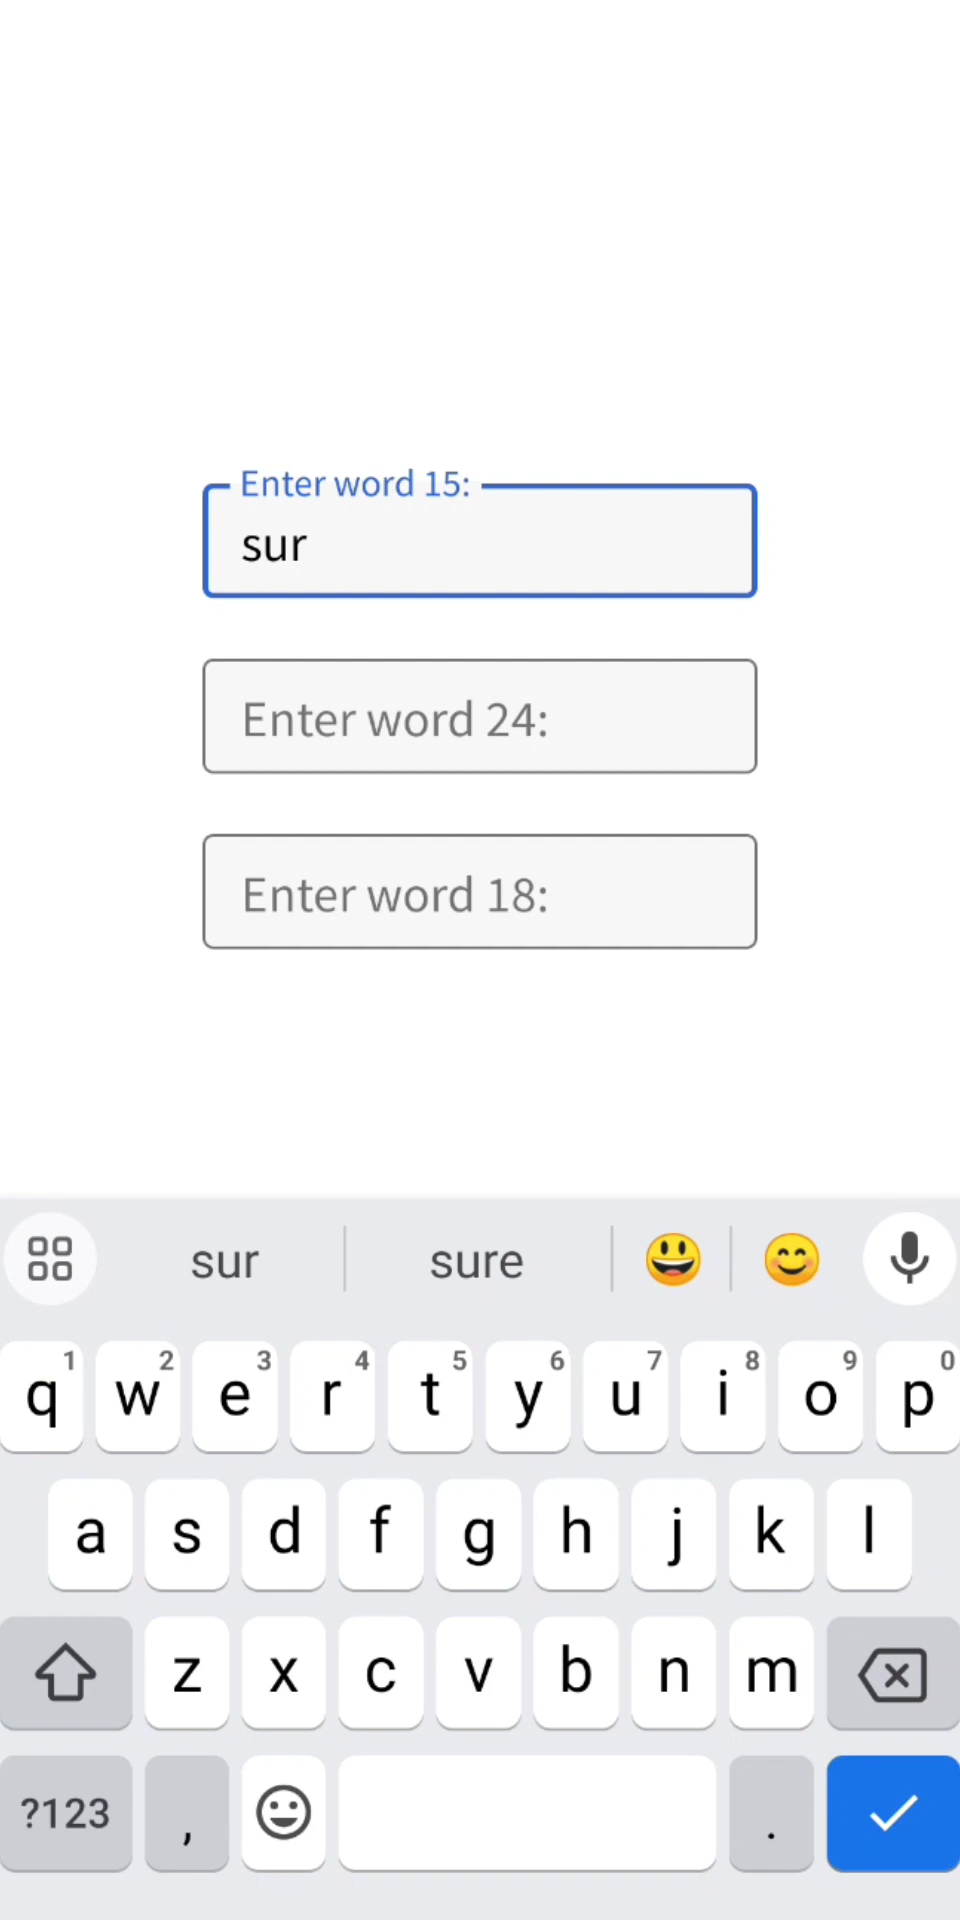 Enter word 15:
sur
Enter word 24:
Enter word 18:
sur sure
1 2 3 4 5 6 7 8 9 0
q w e r t y u i o p
a s d f g h j k l
z x c v b n m
?123 , .